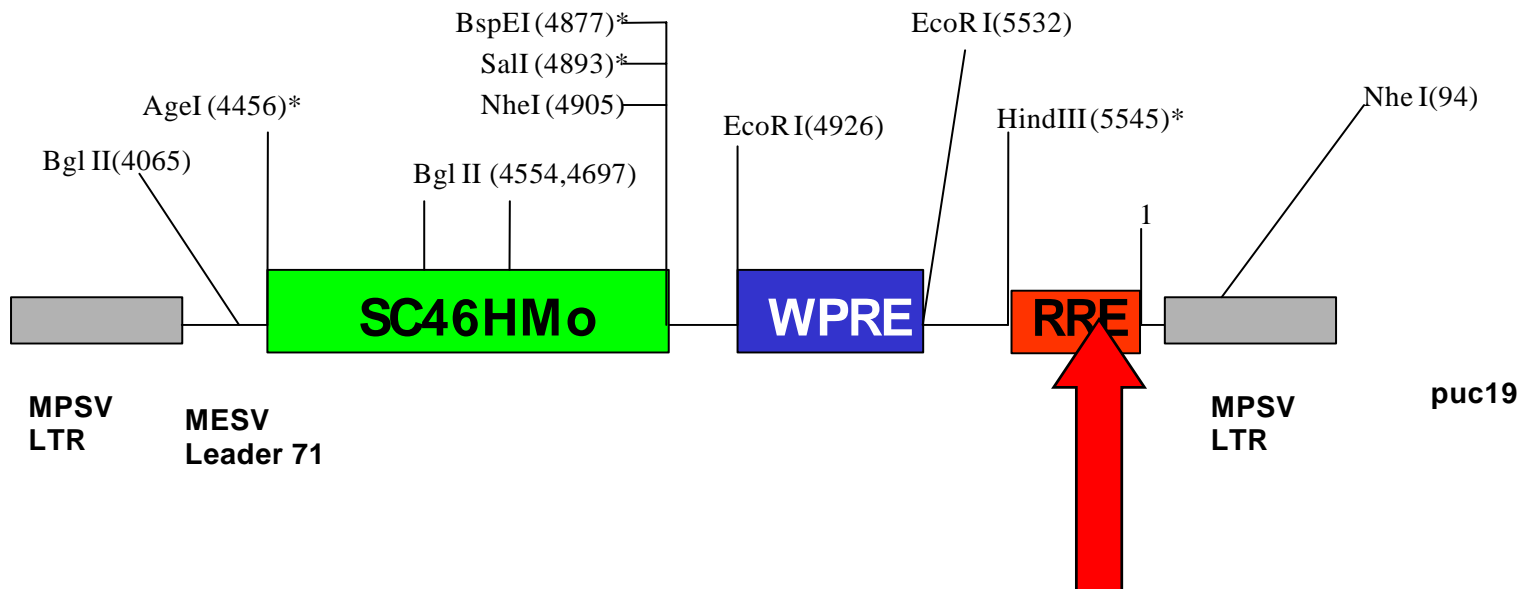 BspEI (4877)*
EcoR I(5532)
SalI (4893)*
AgeI (4456)*
NheI (4905)
EcoR I(4926)
HindIII (5545)*
Nhe I(94)
Bgl II(4065)
Bgl II (4554,4697)
1
SC46HMo
WPRE
RRE
MPSV
LTR
MESV
Leader 71
MPSV
LTR
puc19